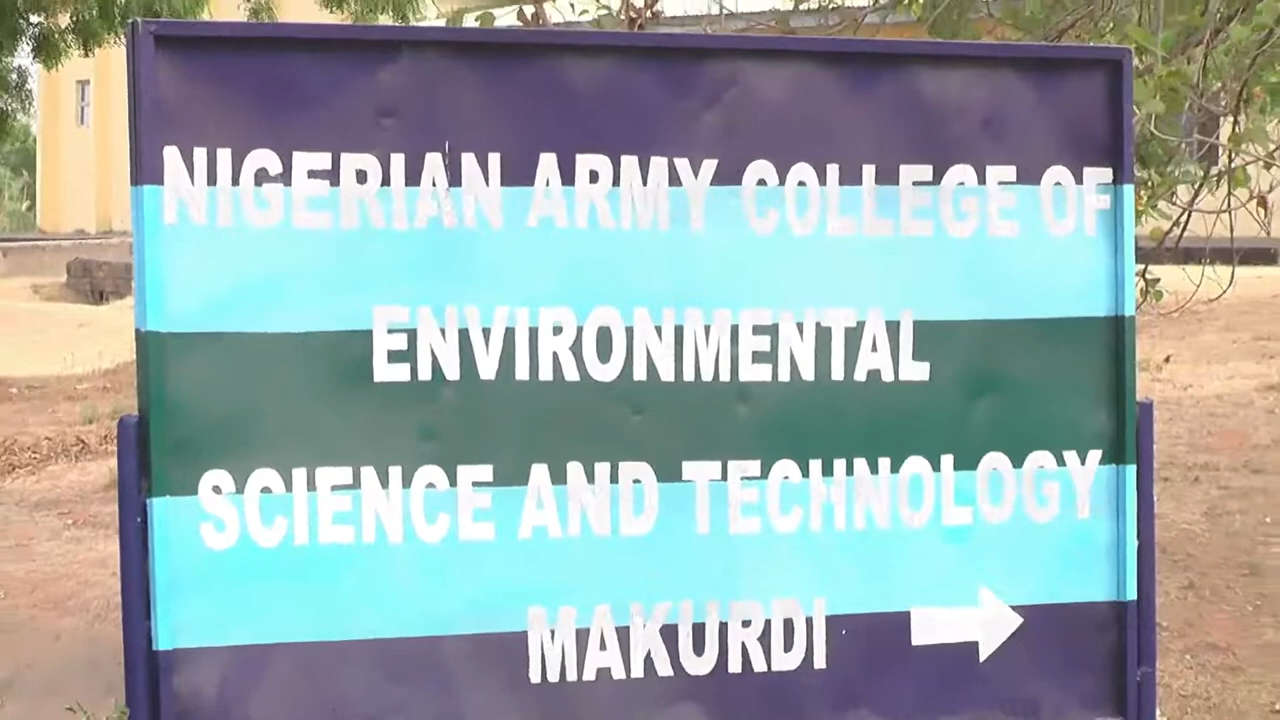 NIGERIAN ARMY COLLEGE OF
ENVIRONMENTAL
SCIENCE AND TECHNOLOGY
MAKURDI